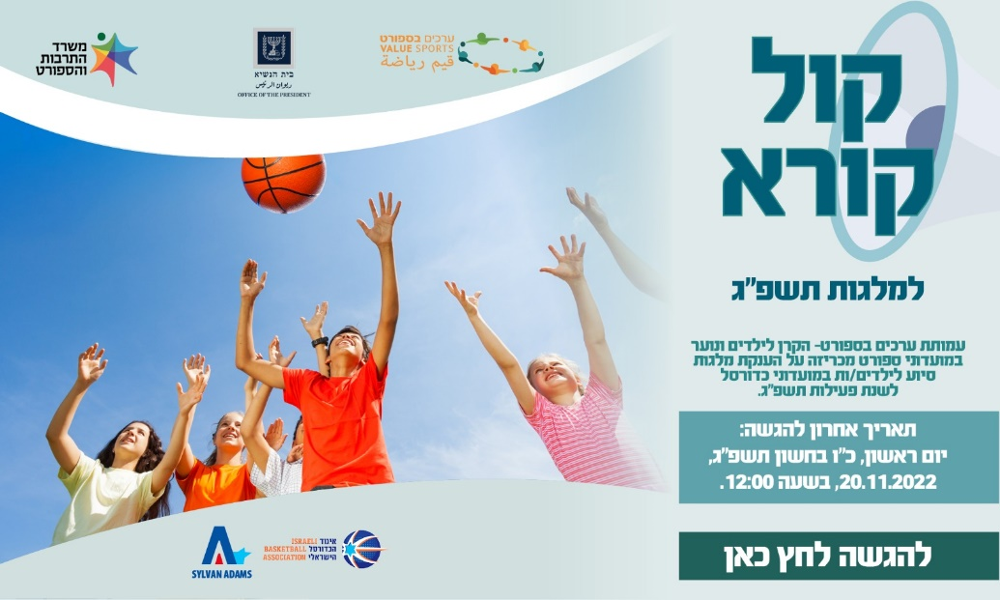 משרד
התרבות
והספורט
בית הנשיא
ديوان الرئيس
OFFICE OF THE PRESIDENT
ערכים בספורט
VALUE SPORTS
قيم رياضة
קול
קורא
למלגות תשפ"ג
עמותת ערכים בספורט- הקרן לילדים ונוער
במועדוני ספורט מכריזה על הענקת מלגות
סיוע לילדים/ות במועדוני כדורסל
לשנת פעילות תשפ"ג.
תאריך אחרון להגשה:
יום ראשון, כ"ו בחשון תשפ"ג,
20.11.2022, בשעה 12:00.
להגשה לחץ כאן
SYLVAN ADAMS
ISRAELI איגוד
BASKETBALL הכדורסל
ASSOCIATION הישראלי